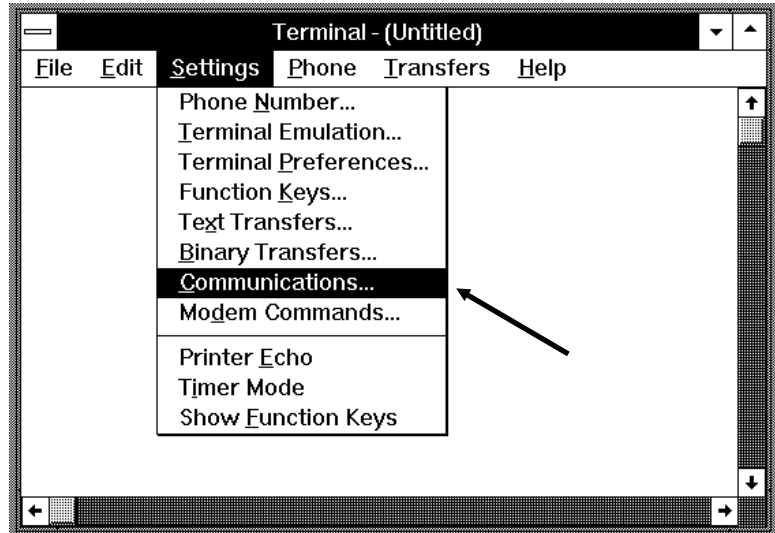 Terminal - (Untitled)
File Edit Settings Phone Transfers Help
Phone Number...
Terminal Emulation...
Terminal Preferences...
Function Keys...
Text Transfers...
Binary Transfers...
Communications...
Modem Commands...
Printer Echo
Timer Mode
Show Function Keys